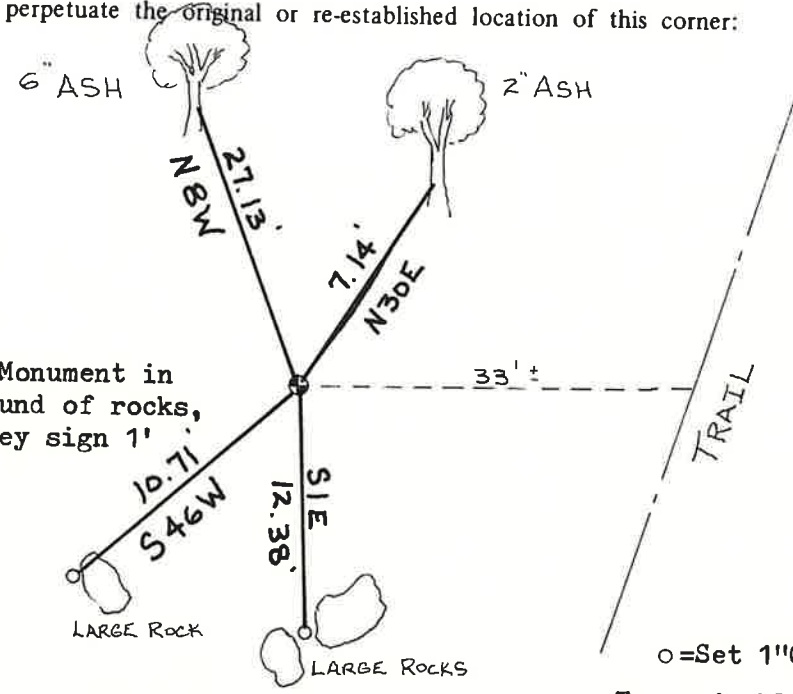 perpetuate the original or re-established location of this corner:
6" ASH
2" ASH
N8W
27.13'
7.14'
N30E
Monument in
und of rocks,
ey sign 1'
33' ±
TRAIL
10.71'
S46W
S1E
12.38'
LARGE ROCK
LARGE ROCKS
o=Set 1"